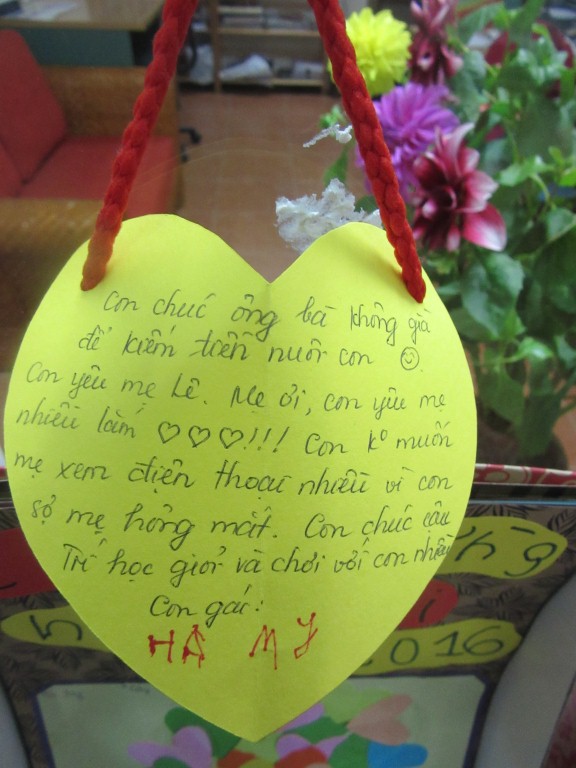 Con chúc ông bà không già
để kiếm tiền nuôi con ☺.
Con yêu mẹ Lê. Mẹ ơi, con yêu mẹ
nhiều lắm ♡♡♡!!! Con k° muốn
mẹ xem điện thoại nhiều vì con
sợ mẹ hỏng mắt. Con chúc cậu
Trí học giỏi và chơi với con nhiều
Con gái:
HÀ MY
2016